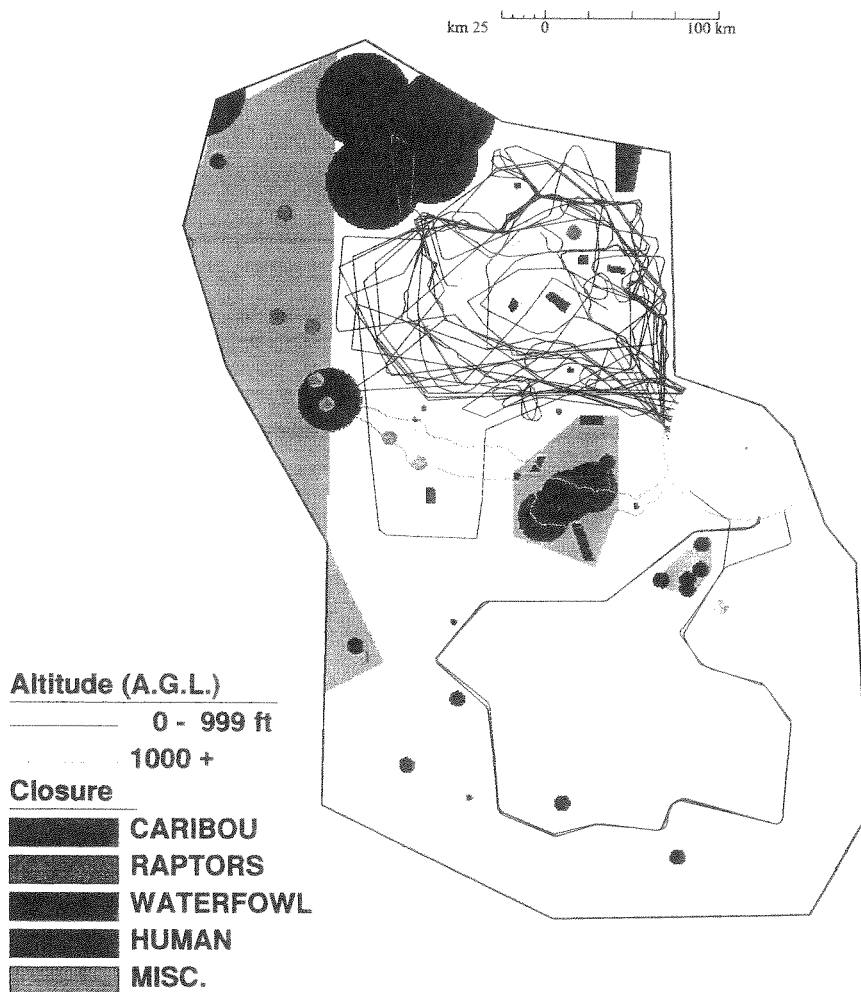 km 25 0 100 km
Altitude (A.G.L.)
0 - 999 ft
1000 +
Closure
CARIBOU
RAPTORS
WATERFOWL
HUMAN
MISC.